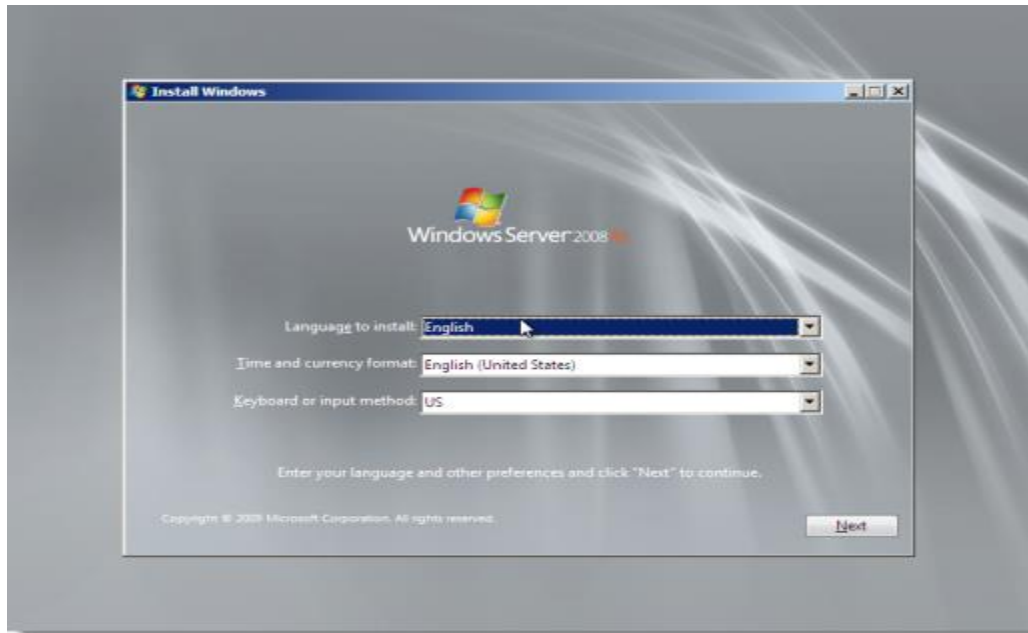 Install Windows
Windows Server 2008 R2
Language to install: English
Time and currency format: English (United States)
Keyboard or input method: US
Enter your language and other preferences and click "Next" to continue.
Copyright © 2009 Microsoft Corporation. All rights reserved.
Next